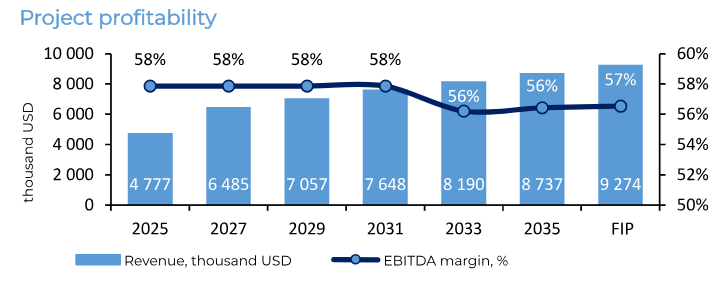 Project profitability
10 000
8 000
6 000
4 000
2 000
0
thousand USD
58% 58% 58% 58% 56% 56% 57%
4 777 6 485 7 057 7 648 8 190 8 737 9 274
60%
58%
56%
54%
52%
50%
2025 2027 2029 2031 2033 2035 FIP
Revenue, thousand USD EBITDA margin, %